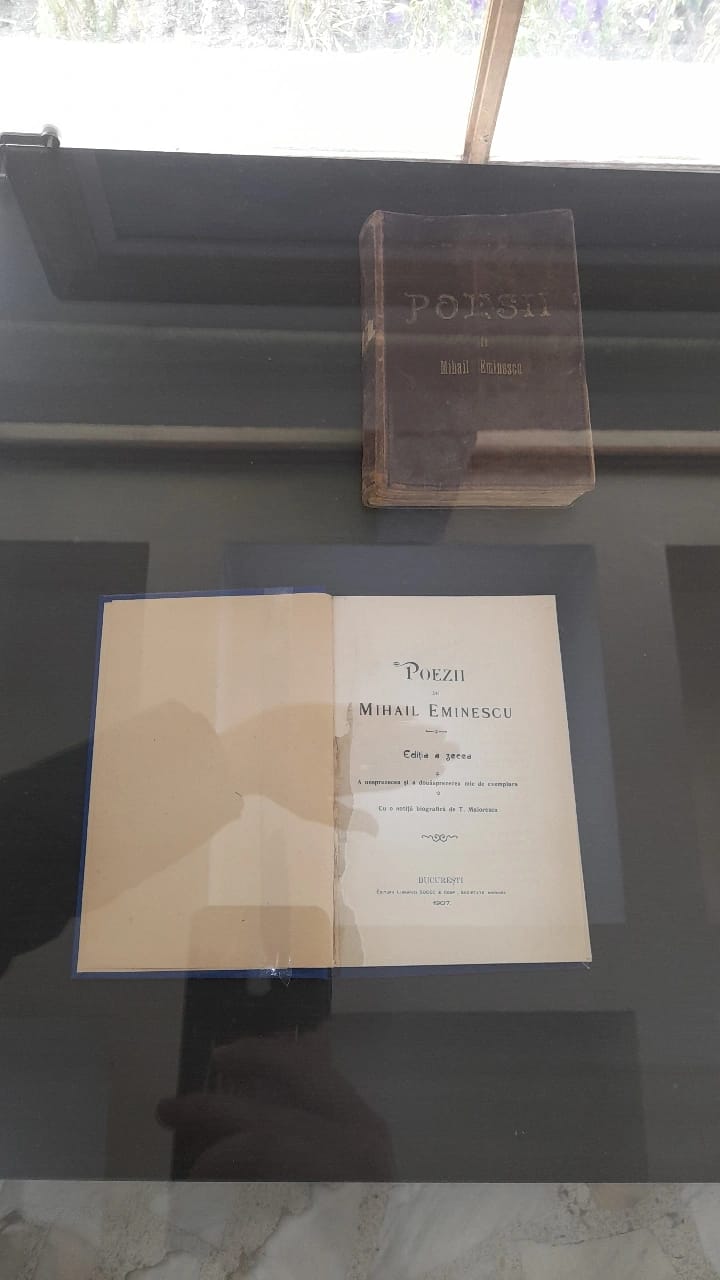 POESII
Mihail Eminescu
POEZII
DE
MIHAIL EMINESCU
Ediția a zecea
A unsprezecea și a douăsprezecea mie de exemplare
Cu o notiță biografică de T. Maiorescu
BUCUREȘTI
EDITURA LIBRĂRIEI SOCEC & COMP., SOCIETATE ANONIMĂ
1907.